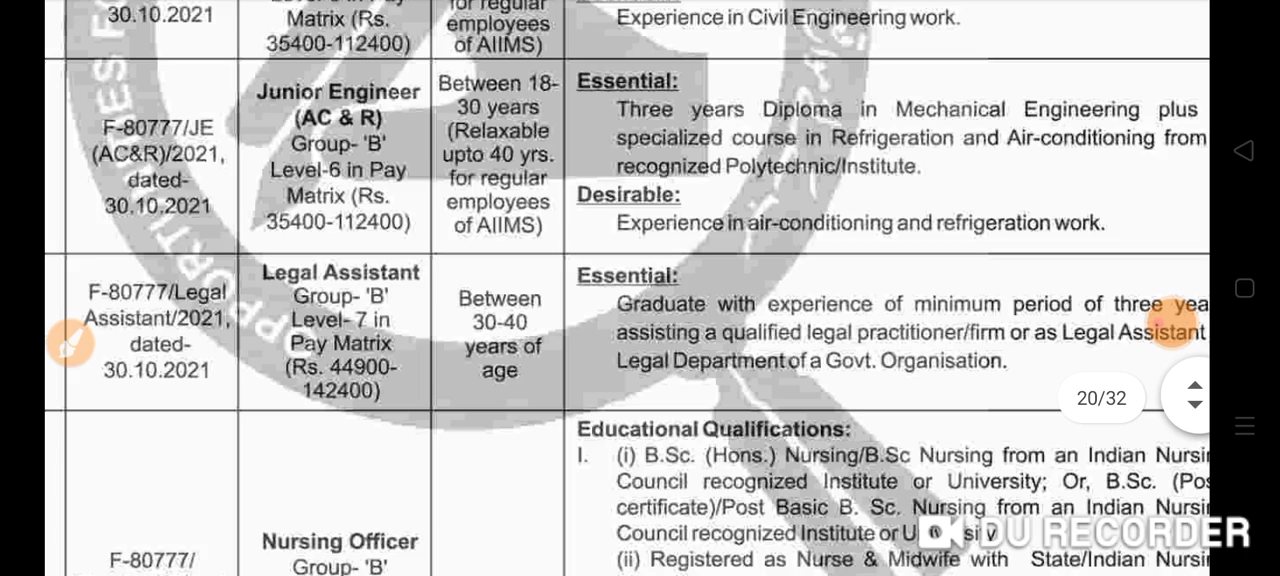 30.10.2021
Matrix (Rs.
35400-112400)
for regular
employees
of AIIMS)
Experience in Civil Engineering work.
F-80777/JE
(AC&R)/2021,
dated-
30.10.2021
Junior Engineer
(AC & R)
Group- 'B'
Level-6 in Pay
Matrix (Rs.
35400-112400)
Between 18-
30 years
(Relaxable
upto 40 yrs.
for regular
employees
of AIIMS)
Essential:
Three years Diploma in Mechanical Engineering plus
specialized course in Refrigeration and Air-conditioning from
recognized Polytechnic/Institute.
Desirable:
Experience in air-conditioning and refrigeration work.
F-80777/Legal
Assistant/2021,
dated-
30.10.2021
Legal Assistant
Group- 'B'
Level- 7 in
Pay Matrix
(Rs. 44900-
142400)
Between
30-40
years of
age
Essential:
Graduate with experience of minimum period of three yea
assisting a qualified legal practitioner/firm or as Legal Assistant
Legal Department of a Govt. Organisation.
20/32
F-80777/
Nursing Officer
Group- 'B'
Educational Qualifications:
I. (i) B.Sc. (Hons.) Nursing/B.Sc Nursing from an Indian Nursi
Council recognized Institute or University; Or, B.Sc. (Pos
certificate)/Post Basic B. Sc. Nursing from an Indian Nursi
Council recognized Institute or
(ii) Registered as Nurse & Midwife with State/Indian Nursi
DU RECORDER